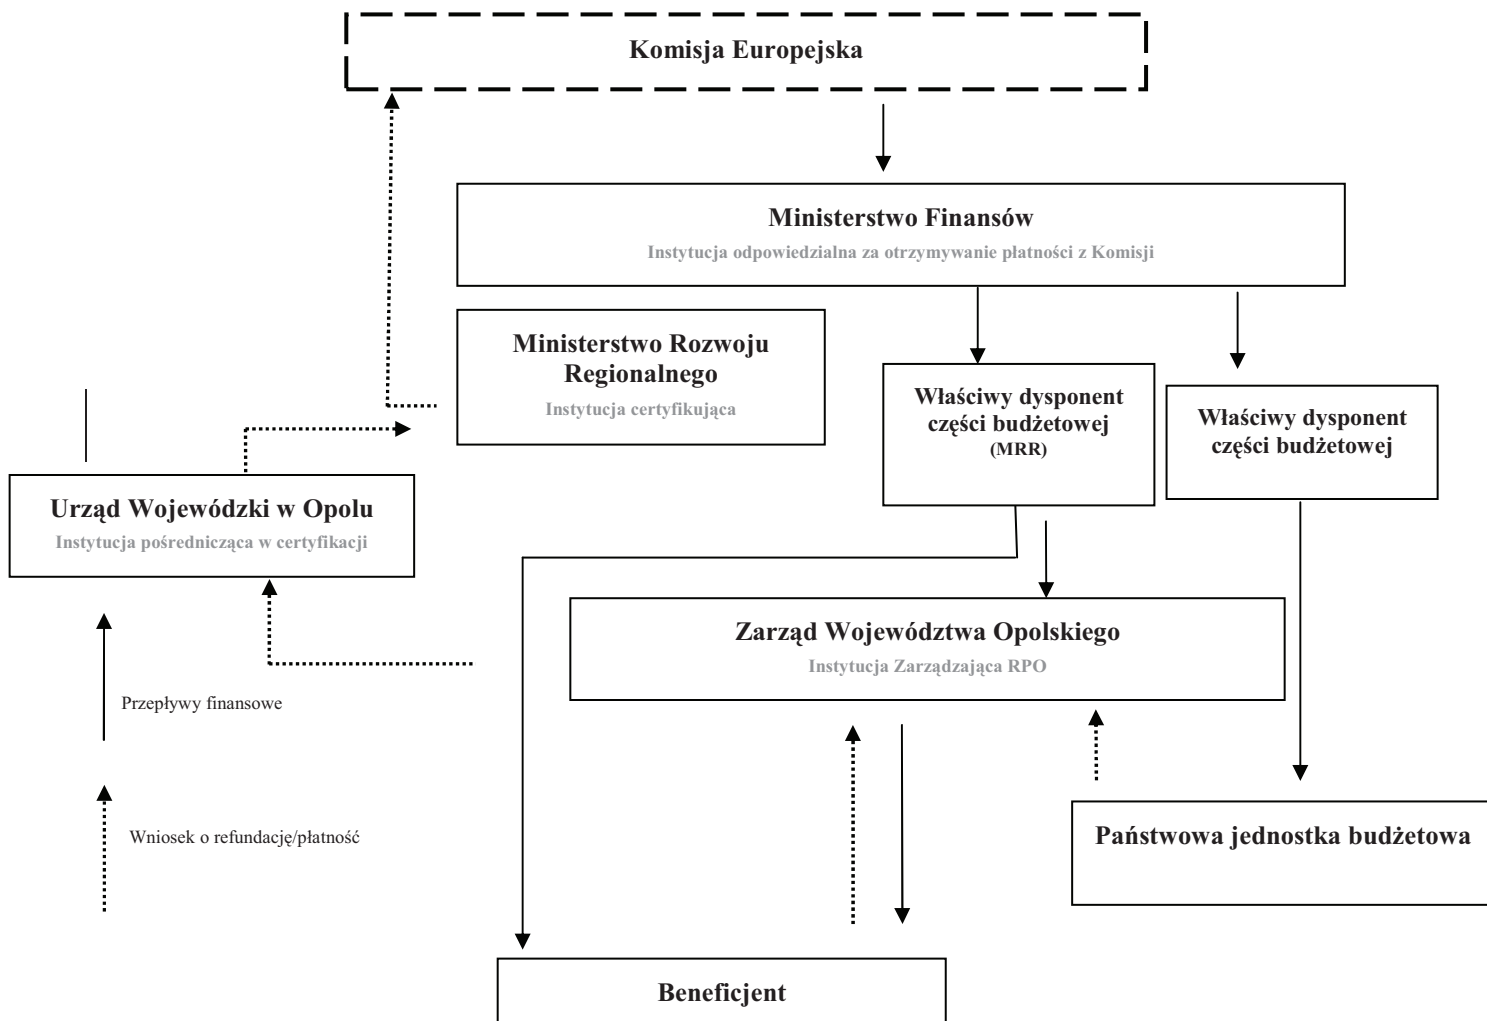 Komisja Europejska
Ministerstwo Finansów
Instytucja odpowiedzialna za otrzymywanie płatności z Komisji
Ministerstwo Rozwoju
Regionalnego
Instytucja certyfikująca
Właściwy dysponent
części budżetowej
(MRR)
Właściwy dysponent
części budżetowej
Urząd Wojewódzki w Opolu
Instytucja pośrednicząca w certyfikacji
Zarząd Województwa Opolskiego
Instytucja Zarządzająca RPO
Przepływy finansowe
Wniosek o refundację/płatność
Państwowa jednostka budżetowa
Beneficjent